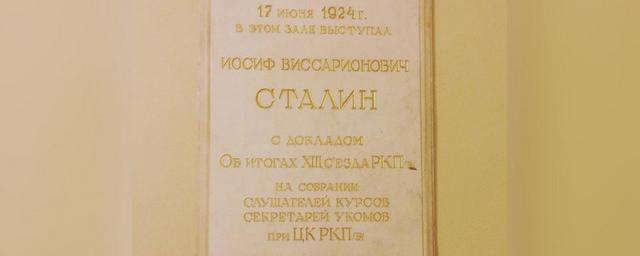 17 июня 1924 г.
в этом зале выступал
Иосиф Виссарионович
СТАЛИН
с докладом
Об итогах XIII с'езда РКП/б/
на собрании
слушателей курсов
секретарей укомов
при ЦК РКП/б/